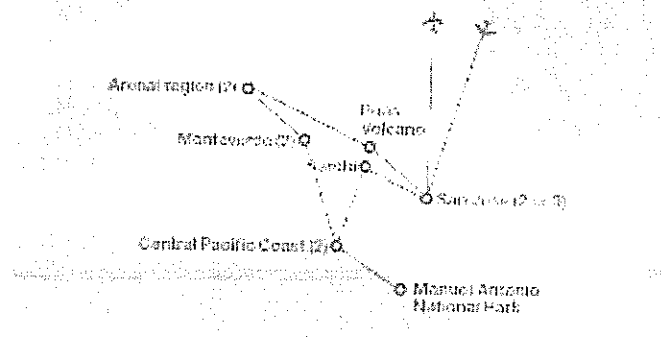 Arenal region (2)
Poás
Volcano
Monteverde (2)
Sarchí
San José (2 or 3)
Central Pacific Coast (2)
Manuel Antonio
National Park